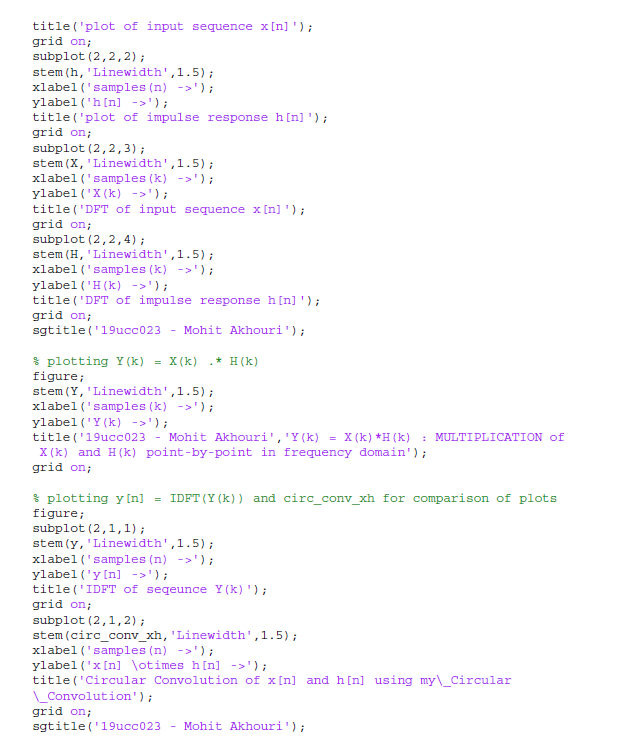 title('plot of input sequence x[n]');
grid on;
subplot(2,2,2);
stem(h,'Linewidth',1.5);
xlabel('samples(n) ->');
ylabel('h[n] ->');
title('plot of impulse response h[n]');
grid on;
subplot(2,2,3);
stem(X,'Linewidth',1.5);
xlabel('samples(k) ->');
ylabel('X(k) ->');
title('DFT of input sequence x[n]');
grid on;
subplot(2,2,4);
stem(H,'Linewidth',1.5);
xlabel('samples(k) ->');
ylabel('H(k) ->');
title('DFT of impulse response h[n]');
grid on;
sgtitle('19ucc023 - Mohit Akhouri');
% plotting Y(k) = X(k) .* H(k)
figure;
stem(Y,'Linewidth',1.5);
xlabel('samples(k) ->');
ylabel('Y(k) ->');
title('19ucc023 - Mohit Akhouri','Y(k) = X(k)*H(k) : MULTIPLICATION of
X(k) and H(k) point-by-point in frequency domain');
grid on;
% plotting y[n] = IDFT(Y(k)) and circ_conv_xh for comparison of plots
figure;
subplot(2,1,1);
stem(y,'Linewidth',1.5);
xlabel('samples(n) ->');
ylabel('y[n] ->');
title('IDFT of seqeunce Y(k)');
grid on;
subplot(2,1,2);
stem(circ_conv_xh,'Linewidth',1.5);
xlabel('samples(n) ->');
ylabel('x[n] \otimes h[n] ->');
title('Circular Convolution of x[n] and h[n] using my\_Circular
\_Convolution');
grid on;
sgtitle('19ucc023 - Mohit Akhouri');